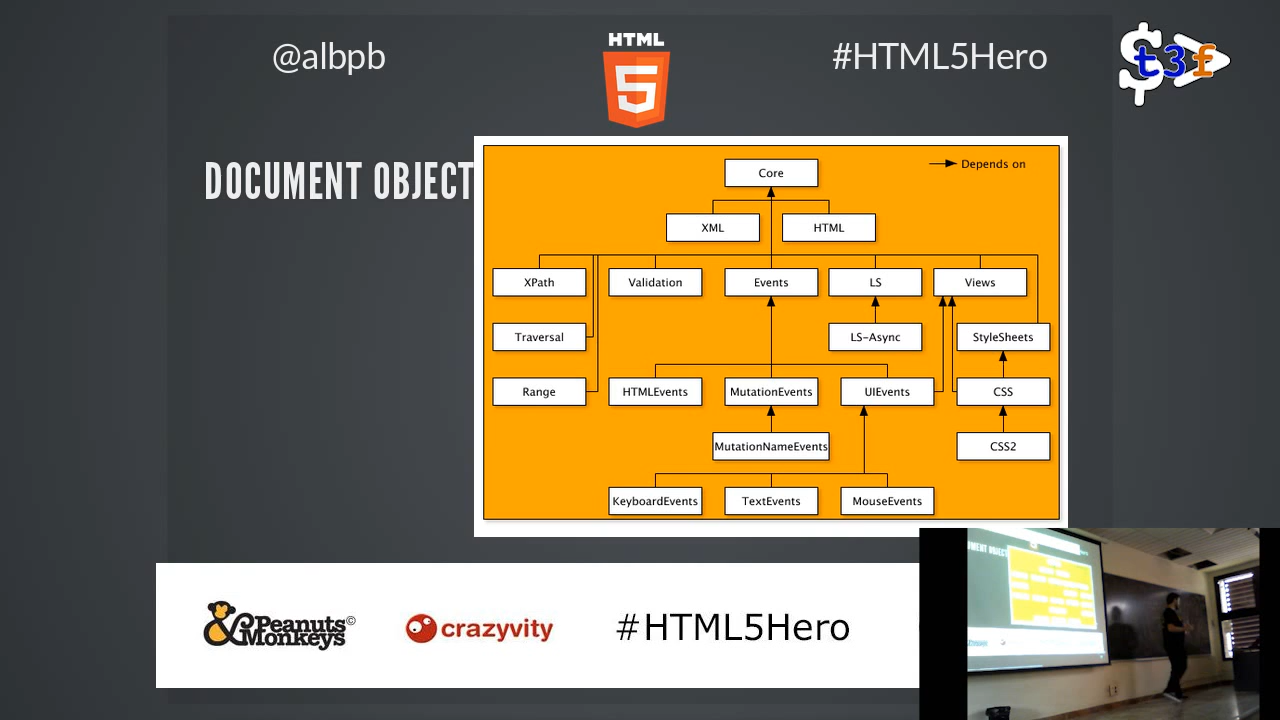 @albpb
HTML
5
#HTML5Hero
$t3f
DOCUMENT OBJECT
Depends on
Core
XML
HTML
XPath
Validation
Events
LS
Views
Traversal
LS-Async
StyleSheets
Range
HTMLEvents
MutationEvents
UIEvents
CSS
MutationNameEvents
CSS2
KeyboardEvents
TextEvents
MouseEvents
&Peanuts©
Monkeys
crazyvity
#HTML5Hero